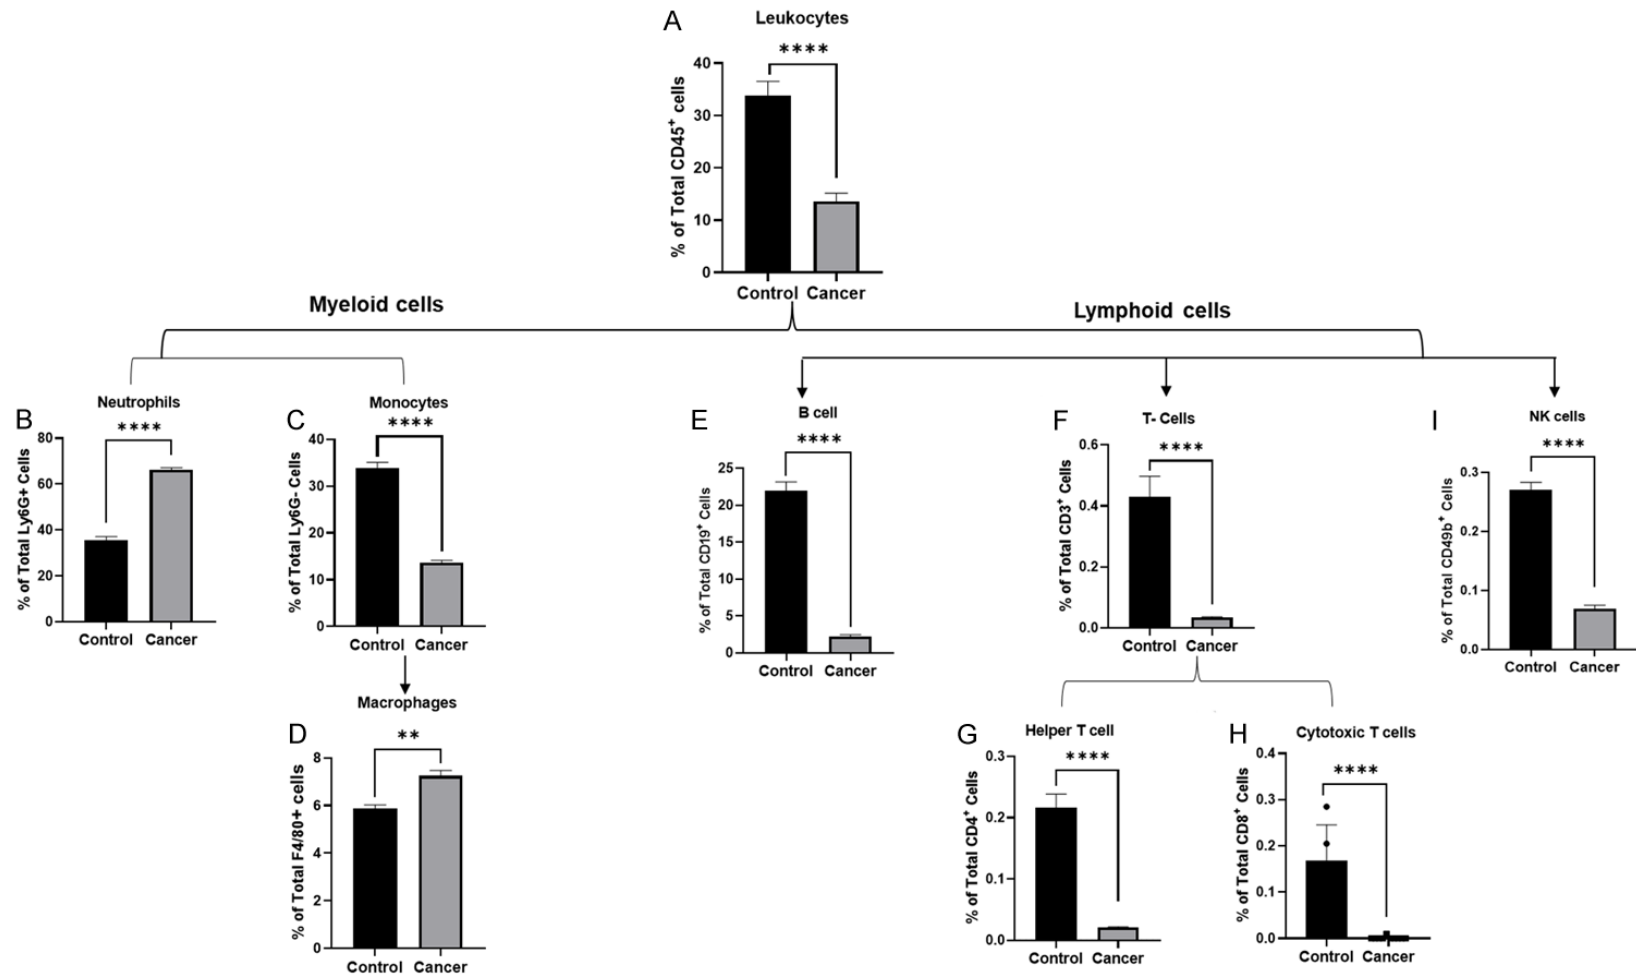 A
Leukocytes
****
40
30
20
10
0
% of Total CD45+ cells
Control Cancer
Myeloid cells
Lymphoid cells
B
Neutrophils
****
80
60
40
20
0
% of Total Ly6G+ Cells
Control Cancer
C
Monocytes
****
40
30
20
10
0
% of Total Ly6G- Cells
Control Cancer
D
Macrophages
**
8
6
4
2
0
% of Total F4/80+ cells
Control Cancer
E
B cell
****
25
20
15
10
5
0
% of Total CD19+ Cells
Control Cancer
F
T- Cells
****
0.6
0.4
0.2
0.0
% of Total CD3+ Cells
Control Cancer
G
Helper T cell
****
0.3
0.2
0.1
0.0
% of Total CD4+ Cells
Control Cancer
H
Cytotoxic T cells
****
0.4
0.3
0.2
0.1
0.0
% of Total CD8+ Cells
Control Cancer
I
NK cells
****
0.3
0.2
0.1
0.0
% of Total CD49b+ Cells
Control Cancer